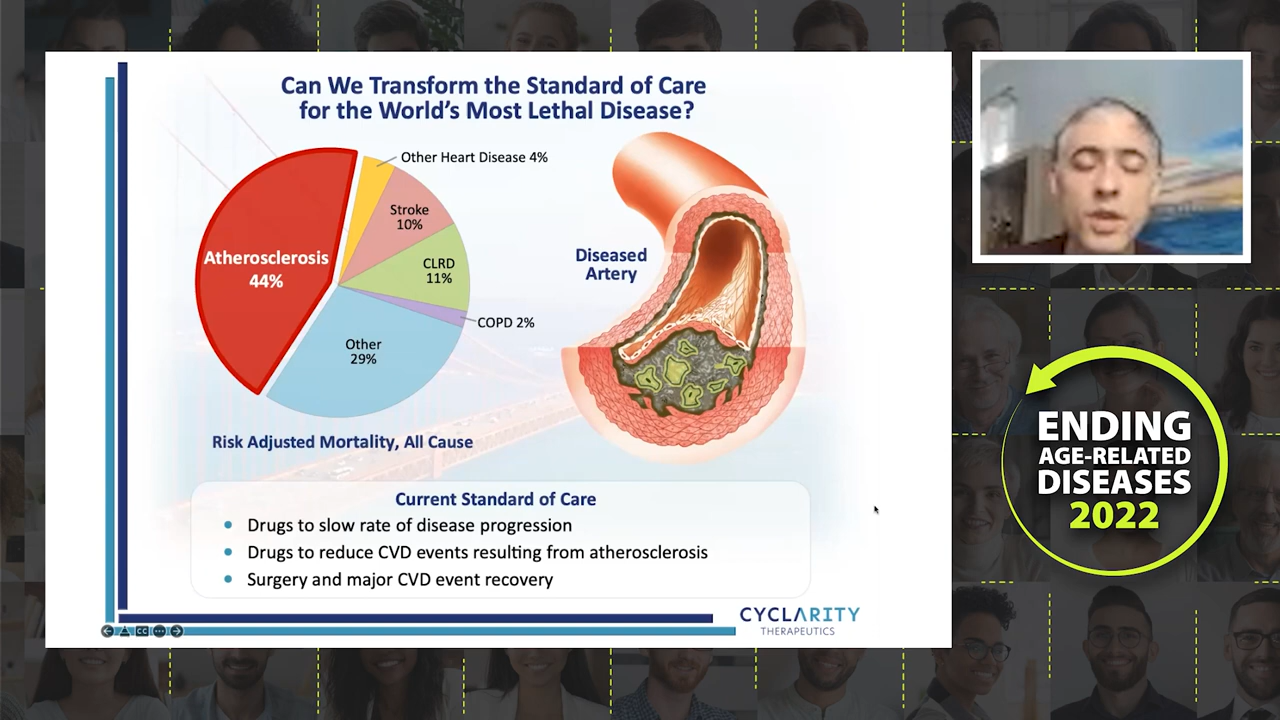 Can We Transform the Standard of Care
for the World's Most Lethal Disease?
Other Heart Disease 4%
Stroke
10%
CLRD
11%
COPD 2%
Other
29%
Atherosclerosis
44%
Diseased
Artery
Risk Adjusted Mortality, All Cause
Current Standard of Care
• Drugs to slow rate of disease progression
• Drugs to reduce CVD events resulting from atherosclerosis
• Surgery and major CVD event recovery
CC
CYCLARITY
THERAPEUTICS
ENDING
AGE-RELATED
DISEASES
2022